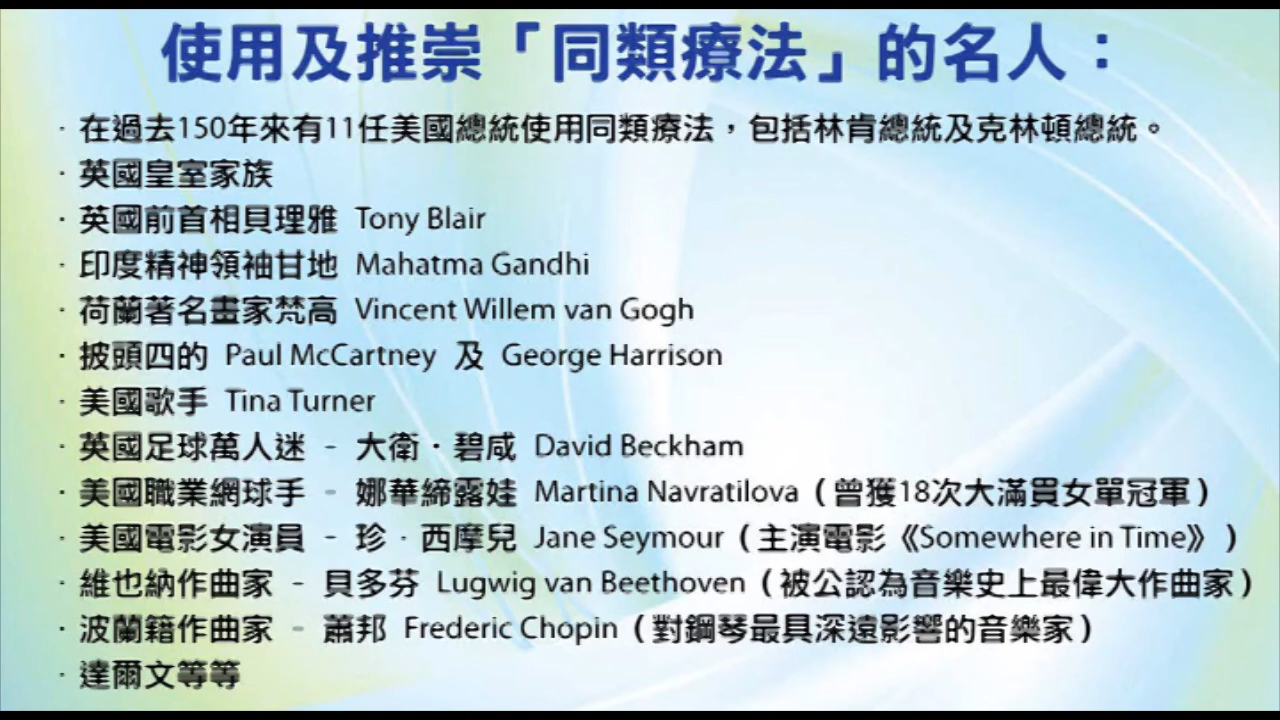 使用及推崇「同類療法」的名人：
· 在過去150年來有11任美國總統使用同類療法，包括林肯總統及克林頓總統。
· 英國皇室家族
· 英國前首相貝理雅 Tony Blair
· 印度精神領袖甘地 Mahatma Gandhi
· 荷蘭著名畫家梵高 Vincent Willem van Gogh
· 披頭四的 Paul McCartney 及 George Harrison
· 美國歌手 Tina Turner
· 英國足球萬人迷 - 大衛·碧咸 David Beckham
· 美國職業網球手 - 娜華締露娃 Martina Navratilova（曾獲18次大滿買女單冠軍）
· 美國電影女演員 - 珍·西摩兒 Jane Seymour（主演電影《Somewhere in Time》）
· 維也納作曲家 - 貝多芬 Lugwig van Beethoven（被公認為音樂史上最偉大作曲家）
· 波蘭籍作曲家 - 蕭邦 Frederic Chopin（對鋼琴最具深遠影響的音樂家）
· 達爾文等等